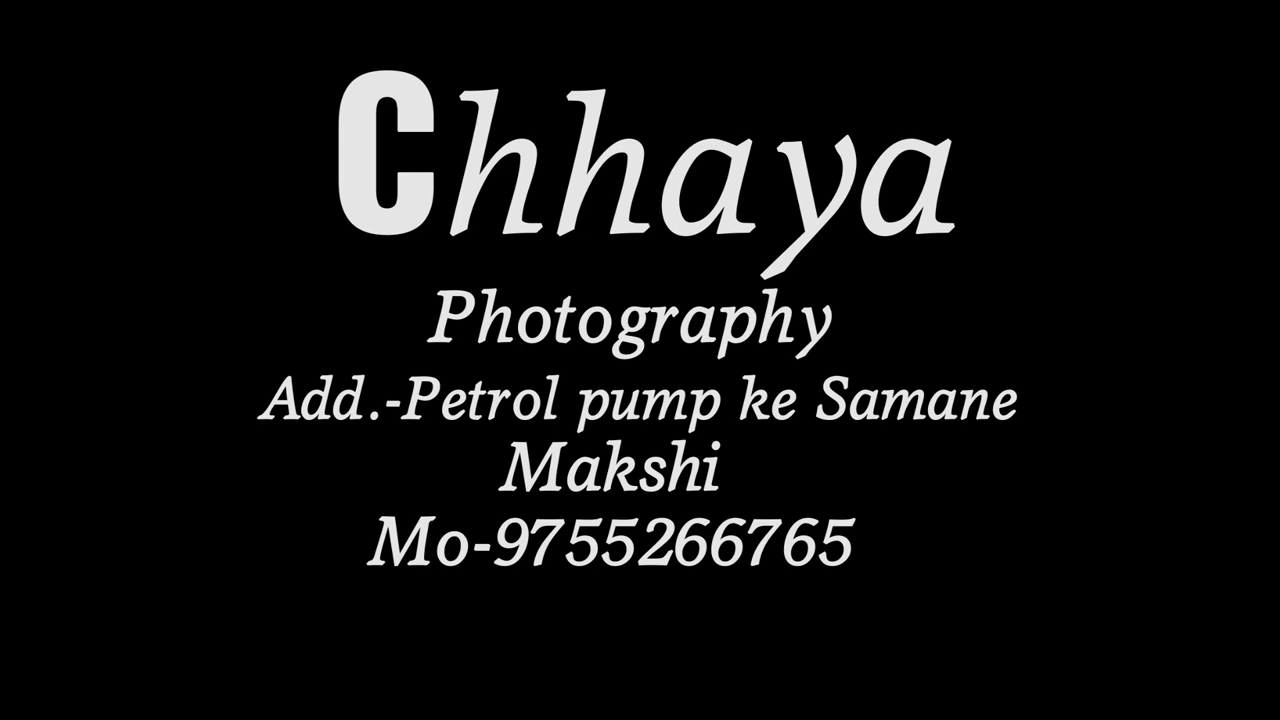 Chhaya
Photography
Add.-Petrol pump ke Samane
Makshi
Mo-9755266765